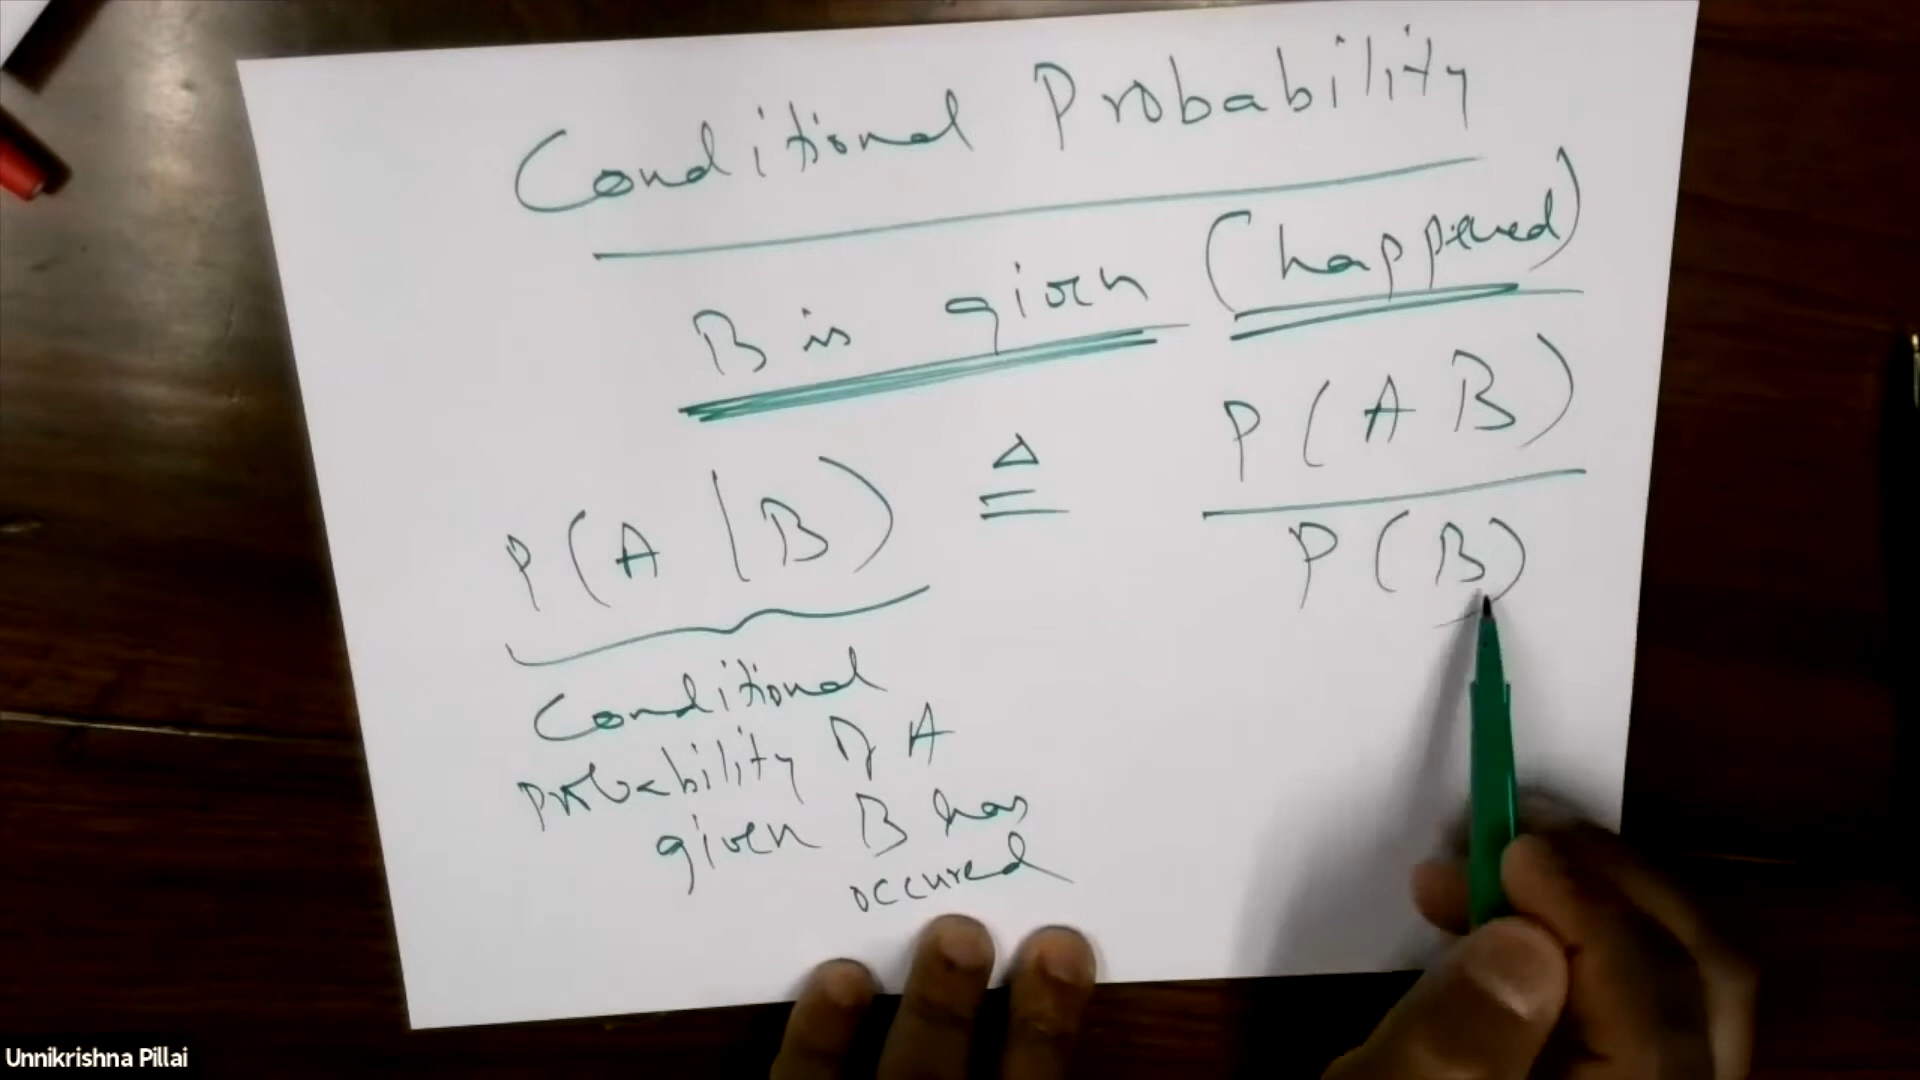 Conditional Probability
B is given (happened)
P(A|B) ≜ P(AB)
P(B)
Conditional
probability of A
given B has
occured
Unnikrishna Pillai